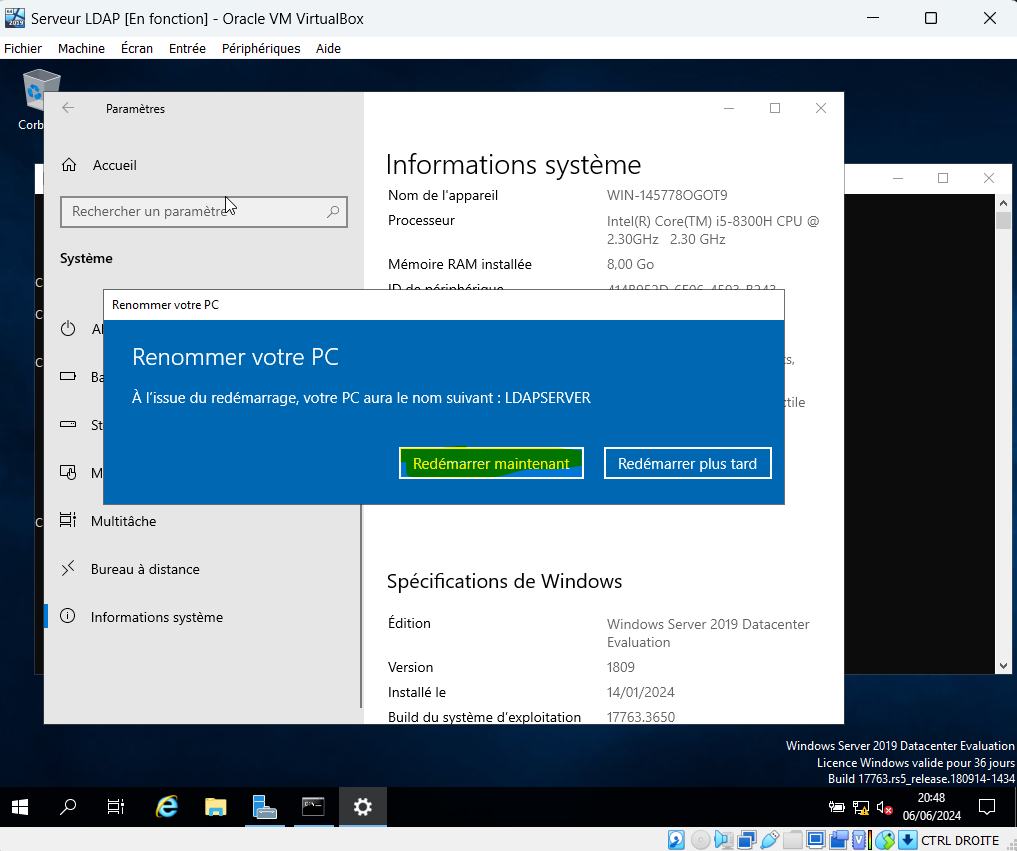 Serveur LDAP [En fonction] - Oracle VM VirtualBox
Fichier Machine Écran Entrée Périphériques Aide
Corb
Paramètres
Accueil
Rechercher un paramètre
Système
Multitâche
Bureau à distance
Informations système
Informations système
Nom de l'appareil WIN-145778OGOT9
Processeur Intel(R) Core(TM) i5-8300H CPU @
2.30GHz 2.30 GHz
Mémoire RAM installée 8,00 Go
ID de périphérique
Renommer votre PC
Renommer votre PC
À l'issue du redémarrage, votre PC aura le nom suivant : LDAPSERVER
Redémarrer maintenant Redémarrer plus tard
Spécifications de Windows
Édition Windows Server 2019 Datacenter
Evaluation
Version 1809
Installé le 14/01/2024
Build du système d'exploitation 17763.3650
Windows Server 2019 Datacenter Evaluation
Licence Windows valide pour 36 jours
Build 17763.rs5_release.180914-1434
20:48
06/06/2024
CTRL DROITE